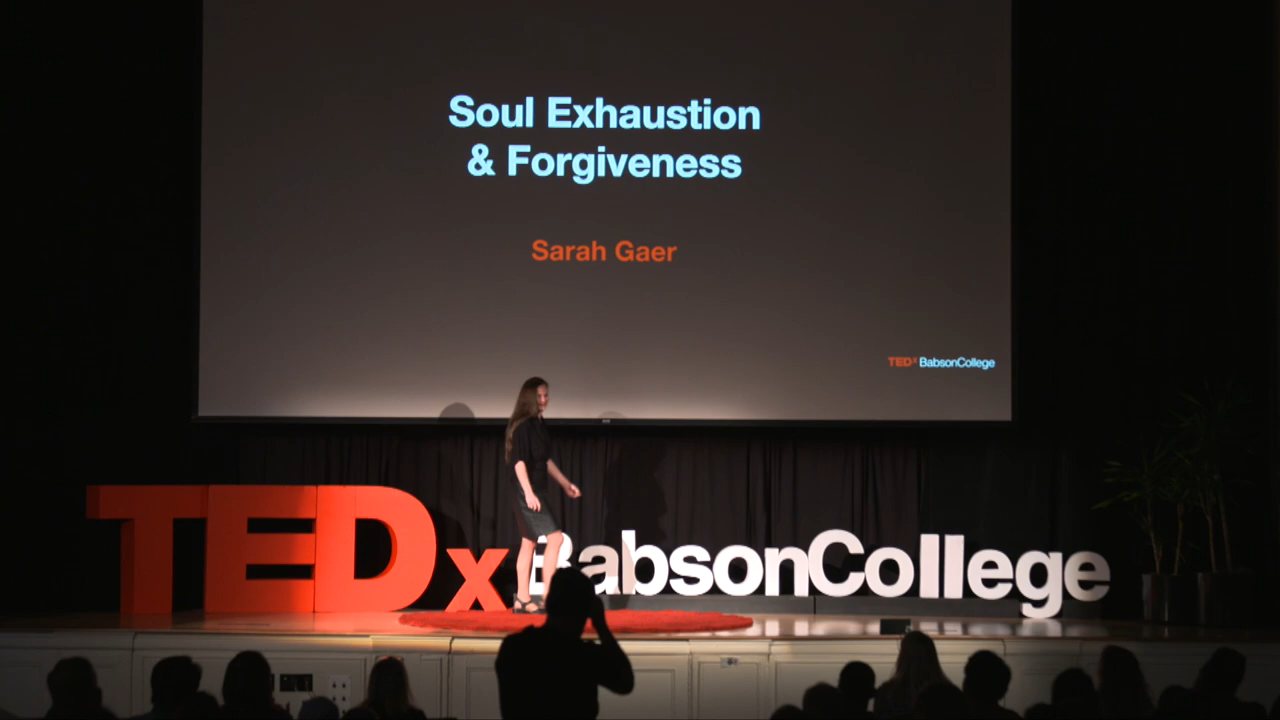 Soul Exhaustion
& Forgiveness
Sarah Gaer
TEDx BabsonCollege
TEDx BabsonCollege